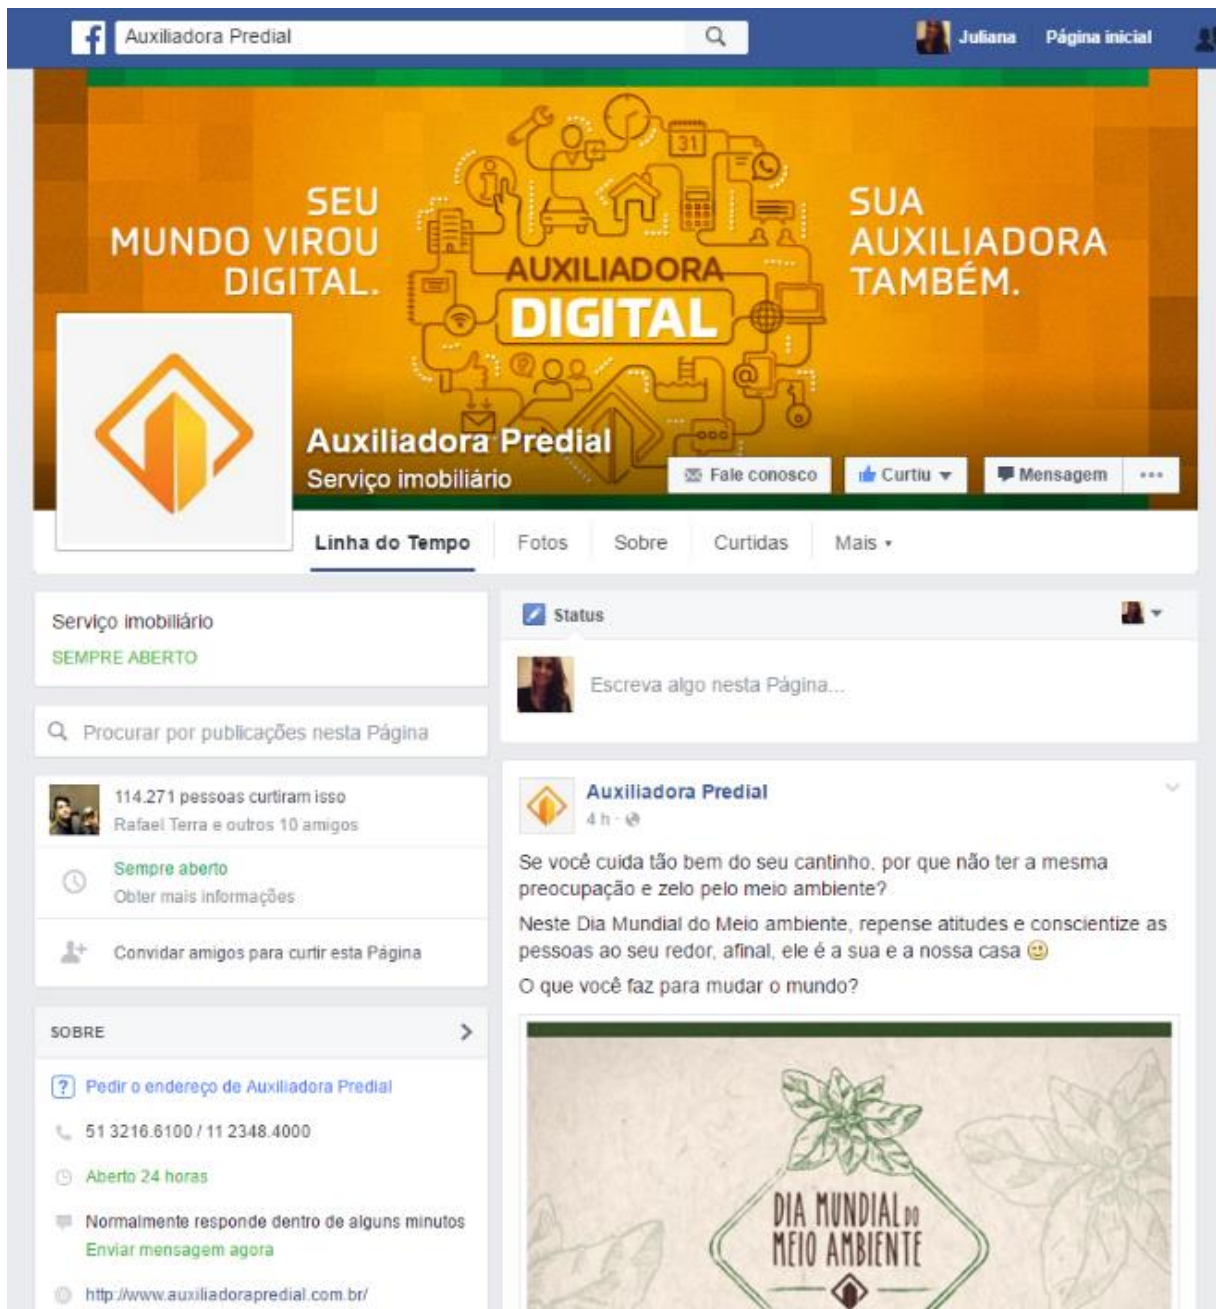 Auxiliadora Predial
Juliana
Página inicial
SEU
MUNDO VIROU
DIGITAL.
31
AUXILIADORA
DIGITAL
SUA
AUXILIADORA
TAMBÉM.
Auxiliadora Predial
Serviço imobiliário
Fale conosco
Curtiu
Mensagem
Linha do Tempo
Fotos
Sobre
Curtidas
Mais
Serviço imobiliário
SEMPRE ABERTO
Procurar por publicações nesta Página
114.271 pessoas curtiram isso
Rafael Terra e outros 10 amigos
Sempre aberto
Obter mais informações
Convidar amigos para curtir esta Página
SOBRE
Pedir o endereço de Auxiliadora Predial
51 3216.6100 / 11 2348.4000
Aberto 24 horas
Normalmente responde dentro de alguns minutos
Enviar mensagem agora
http://www.auxiliadorapredial.com.br/
Status
Escreva algo nesta Página...
Auxiliadora Predial
4 h ·
Se você cuida tão bem do seu cantinho, por que não ter a mesma
preocupação e zelo pelo meio ambiente?
Neste Dia Mundial do Meio ambiente, repense atitudes e conscientize as
pessoas ao seu redor, afinal, ele é a sua e a nossa casa
O que você faz para mudar o mundo?
DIA MUNDIAL DO
MEIO AMBIENTE